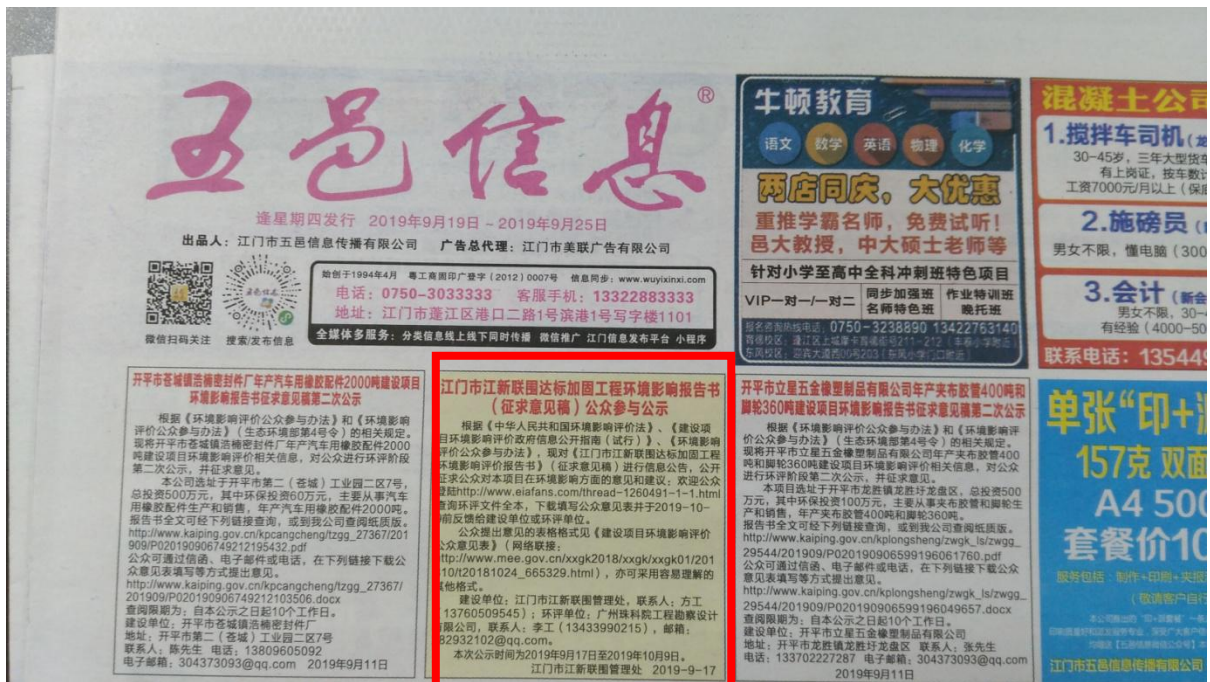 五邑信息®
逢星期四发行 2019年9月19日~2019年9月25日
出品人：江门市五邑信息传播有限公司 广告总代理：江门市美联广告有限公司
微信扫码关注 搜索/发布信息
始创于1994年4月 粤工商固印广登字（2012）0007号 信息同步：www.wuyixinxi.com
电话：0750-3033333 客服手机：13322883333
地址：江门市蓬江区港口二路1号滨港1号写字楼1101
全媒体多服务：分类信息线上线下同时传播 微信推广 江门信息发布平台 小程序
牛顿教育
语文 数学 英语 物理 化学
两店同庆，大优惠
重推学霸名师，免费试听！
邑大教授，中大硕士老师等
针对小学至高中全科冲刺班特色项目
VIP一对一/一对二 同步加强班 作业特训班
名师特色班 晚托班
报名咨询热线电话：0750-3238890 13422763140
混凝土公司
1.搅拌车司机
30-45岁，三年大型货车
有上岗证，按车数计
工资7000元/月以上（保底
2.施磅员
男女不限，懂电脑（300
3.会计（新会
男女不限，30-4
有经验（4000-50
联系电话：135449
开平市苍城镇浩楠密封件厂年产汽车用橡胶配件2000吨建设项目
环境影响报告书征求意见稿第二次公示
根据《环境影响评价公众参与办法》和《环境影响
评价公众参与办法》（生态环境部第4号令）的相关规定。
现将开平市苍城镇浩楠密封件厂年产汽车用橡胶配件2000
吨建设项目环境影响评价相关信息，对公众进行环评阶段
第二次公示，并征求意见。
本公司选址于开平市第二（苍城）工业园二区7号，
总投资500万元，其中环保投资60万元，主要从事汽车
用橡胶配件生产和销售，年产汽车用橡胶配件2000吨。
报告书全文可经下列链接查询，或到我公司查阅纸质版。
http://www.kaiping.gov.cn/kpcangcheng/tzgg_27367/201
909/P020190906749212195432.pdf
公众可通过信函、电子邮件或电话，在下列链接下载公
众意见表填写等方式提出意见。
http://www.kaiping.gov.cn/kpcangcheng/tzgg_27367/
201909/P020190906749212103506.docx
查阅限期为：自本公示之日起10个工作日。
建设单位：开平市苍城镇浩楠密封件厂
地址：开平市第二（苍城）工业园二区7号
联系人：陈先生 电话：13809605092
电子邮箱：304373093@qq.com 2019年9月11日
江门市江新联围达标加固工程环境影响报告书
（征求意见稿）公众参与公示
根据《中华人民共和国环境影响评价法》、《建设项
目环境影响评价政府信息公开指南（试行）》、《环境影响
评价公众参与办法》，现对《江门市江新联围达标加固工程
环境影响评价报告书》（征求意见稿）进行信息公告，公开
征求公众对本项目在环境影响方面的意见和建议；欢迎公众
登陆http://www.eiafans.com/thread-1260491-1-1.html
查询环评文件全本，下载填写公众意见表并于2019-10-
前反馈给建设单位或环评单位。
公众提出意见的表格格式见《建设项目环境影响评价
公众意见表》（网络联接：
http://www.mee.gov.cn/xxgk2018/xxgk/xxgk01/201
810/t20181024_665329.html），亦可采用容易理解的
其他格式。
建设单位：江门市江新联围管理处，联系人：方工
（13760509545）；环评单位：广州珠科院工程勘察设计
有限公司，联系人：李工（13433990215），邮箱：
82932102@qq.com。
本次公示时间为2019年9月17日至2019年10月9日。
江门市江新联围管理处 2019-9-17
开平市立星五金橡塑制品有限公司年产夹布胶管400吨和
脚轮360吨建设项目环境影响报告书征求意见稿第二次公示
根据《环境影响评价公众参与办法》和《环境影响评
价公众参与办法》（生态环境部第4号令）的相关规定。
现将开平市立星五金橡塑制品有限公司年产夹布胶管400
吨和脚轮360吨建设项目环境影响评价相关信息，对公众
进行环评阶段第二次公示，并征求意见。
本项目选址于开平市龙胜镇龙胜圩龙盘区，总投资500
万元，其中环保投资100万元，主要从事夹布胶管和脚轮生
产和销售，年产夹布胶管400吨和脚轮360吨。
报告书全文可经下列链接查询，或到我公司查阅纸质版。
http://www.kaiping.gov.cn/kplongsheng/zwgk_ls/zwgg_
29544/201909/P020190906599196061760.pdf
公众可通过信函、电子邮件或电话，在下列链接下载公众
意见表填写等方式提出意见。
http://www.kaiping.gov.cn/kplongsheng/zwgk_ls/zwgg_
29544/201909/P020190906599196049657.docx
查阅限期为：自本公示之日起10个工作日。
建设单位：开平市立星五金橡塑制品有限公司
地址：开平市龙胜镇龙胜圩龙盘区 联系人：张先生
电话：133702227287 电子邮箱：304373093@qq.com
2019年9月11日
单张“印+派
157克 双面
A4 500
套餐价10
服务包括：制作+印刷+夹报
（敬请客户自行
江门市五邑信息传播有限公司